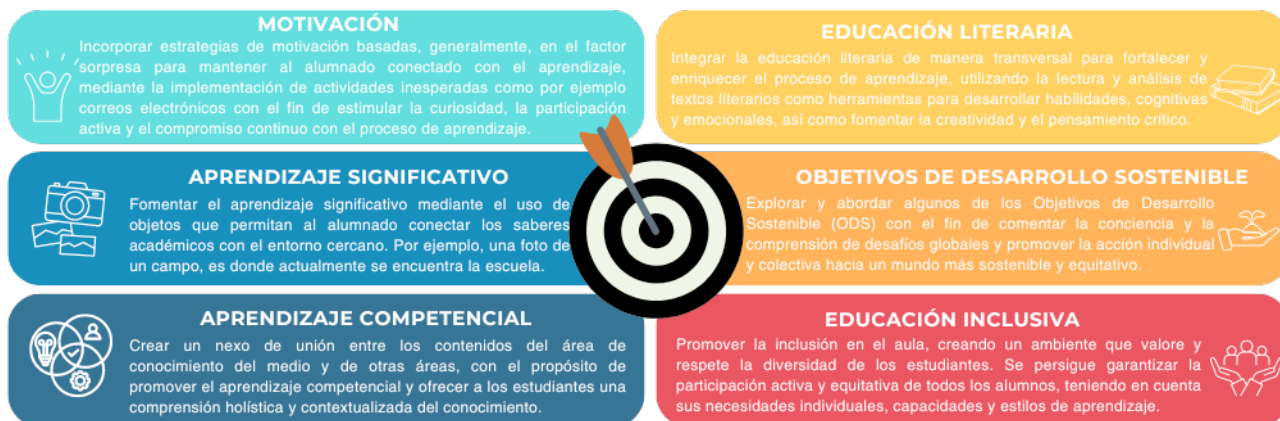 MOTIVACIÓN
Incorporar estrategias de motivación basadas, generalmente, en el factor
sorpresa para mantener al alumnado conectado con el aprendizaje,
mediante la implementación de actividades inesperadas como por ejemplo
correos electrónicos con el fin de estimular la curiosidad, la participación
activa y el compromiso continuo con el proceso de aprendizaje.
EDUCACIÓN LITERARIA
Integrar la educación literaria de manera transversal para fortalecer y
enriquecer el proceso de aprendizaje, utilizando la lectura y análisis de
textos literarios como herramientas para desarrollar habilidades, cognitivas
y emocionales, así como fomentar la creatividad y el pensamiento crítico.
APRENDIZAJE SIGNIFICATIVO
Fomentar el aprendizaje significativo mediante el uso de
objetos que permitan al alumnado conectar los saberes
académicos con el entorno cercano. Por ejemplo, una foto de
un campo, es donde actualmente se encuentra la escuela.
OBJETIVOS DE DESARROLLO SOSTENIBLE
Explorar y abordar algunos de los Objetivos de Desarrollo
Sostenible (ODS) con el fin de comentar la conciencia y la
comprensión de desafíos globales y promover la acción individual
y colectiva hacia un mundo más sostenible y equitativo.
APRENDIZAJE COMPETENCIAL
Crear un nexo de unión entre los contenidos del área de
conocimiento del medio y de otras áreas, con el propósito de
promover el aprendizaje competencial y ofrecer a los estudiantes una
comprensión holística y contextualizada del conocimiento.
EDUCACIÓN INCLUSIVA
Promover la inclusión en el aula, creando un ambiente que valore y
respete la diversidad de los estudiantes. Se persigue garantizar la
participación activa y equitativa de todos los alumnos, teniendo en cuenta
sus necesidades individuales, capacidades y estilos de aprendizaje.